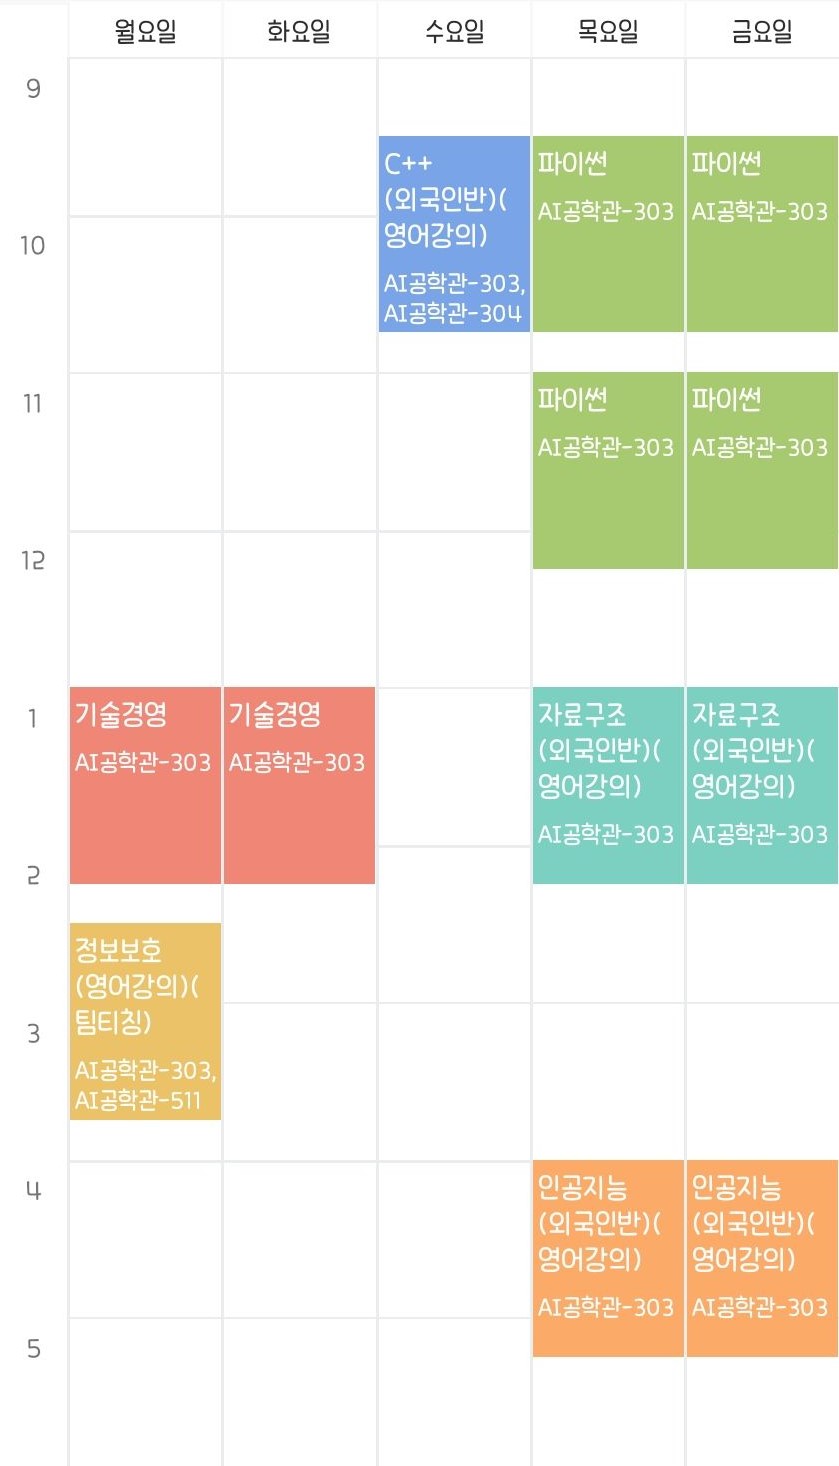 월요일 화요일 수요일 목요일 금요일
9
C++
(외국인반)(
영어강의)
AI공학관-303,
AI공학관-304
파이썬
AI공학관-303
파이썬
AI공학관-303
10
11
파이썬
AI공학관-303
파이썬
AI공학관-303
12
1
기술경영
AI공학관-303
기술경영
AI공학관-303
자료구조
(외국인반)(
영어강의)
AI공학관-303
자료구조
(외국인반)(
영어강의)
AI공학관-303
2
정보보호
(영어강의)(
팀티칭)
AI공학관-303,
AI공학관-511
3
4
인공지능
(외국인반)(
영어강의)
AI공학관-303
인공지능
(외국인반)(
영어강의)
AI공학관-303
5